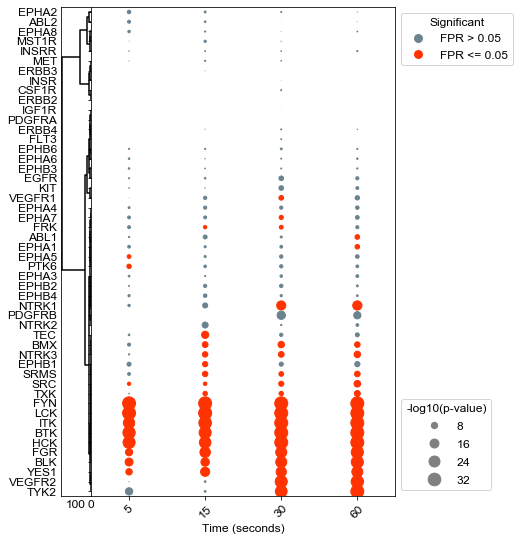 EPHA2
ABL2
EPHA8
MST1R
INSRR
MET
ERBB3
INSR
CSF1R
ERBB2
IGF1R
PDGFRA
ERBB4
FLT3
EPHB6
EPHA6
EPHB3
EGFR
KIT
VEGFR1
EPHA4
EPHA7
FRK
ABL1
EPHA1
EPHA5
PTK6
EPHA3
EPHB2
EPHB4
NTRK1
PDGFRB
NTRK2
TEC
BMX
NTRK3
EPHB1
SRMS
SRC
TXK
FYN
LCK
ITK
BTK
HCK
FGR
BLK
YES1
VEGFR2
TYK2
100 0
5
15
30
60
Time (seconds)
Significant
FPR > 0.05
FPR <= 0.05
-log10(p-value)
8
16
24
32